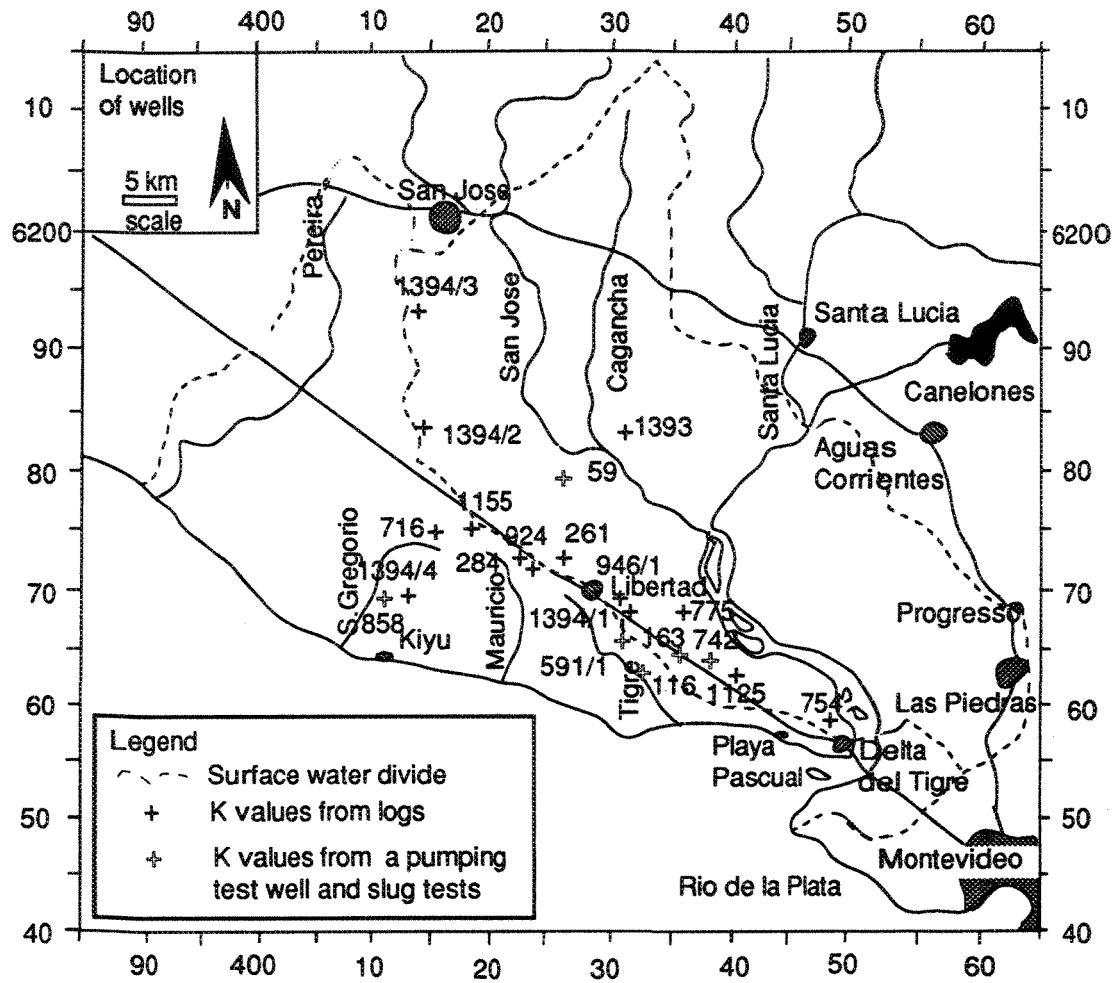 90 400 10 20 30 40 50 60
Location
of wells
5 km
scale
N
10
10
6200
6200
90
90
80
80
70
70
60
60
50
50
40
40
San Jose
Pereira
1394/3
San Jose
Cagancha
Santa Lucia
Santa Lucia
Canelones
1394/2
1393
Aguas
Corrientes
59
1155
716
924
261
S. Gregorio
284
946/1
1394/4
Libertad
858
Kiyu
Mauricio
1394/1
775
Progresso
163
742
591/1
Tigre
116
1125
754
Las Piedras
Playa
Pascual
Delta
del Tigre
Montevideo
Rio de la Plata
Legend
Surface water divide
K values from logs
K values from a pumping
test well and slug tests
90 400 10 20 30 40 50 60